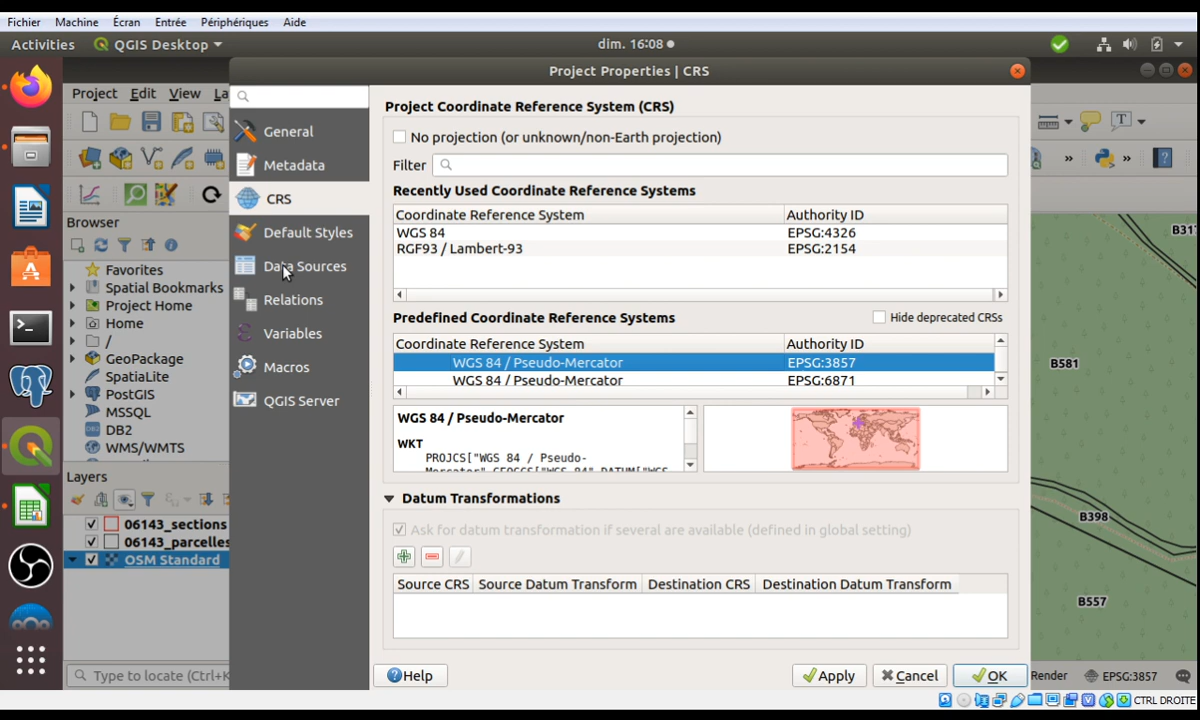 Fichier Machine Écran Entrée Périphériques Aide
Activities QGIS Desktop dim. 16:08
Project Properties | CRS
Project Edit View La
General
Metadata
CRS
Default Styles
Data Sources
Relations
Variables
Macros
QGIS Server
Project Coordinate Reference System (CRS)
No projection (or unknown/non-Earth projection)
Filter
Recently Used Coordinate Reference Systems
Coordinate Reference System Authority ID
WGS 84 EPSG:4326
RGF93 / Lambert-93 EPSG:2154
Predefined Coordinate Reference Systems Hide deprecated CRSs
Coordinate Reference System Authority ID
WGS 84 / Pseudo-Mercator EPSG:3857
WGS 84 / Pseudo-Mercator EPSG:6871
WGS 84 / Pseudo-Mercator
WKT
PROJCS["WGS 84 / Pseudo-
Mercator",GEOGCS["WGS 84",DATUM["WGS
Datum Transformations
Ask for datum transformation if several are available (defined in global setting)
Source CRS Source Datum Transform Destination CRS Destination Datum Transform
Help Apply Cancel OK
Browser
Favorites
Spatial Bookmarks
Project Home
Home
/
GeoPackage
SpatiaLite
PostGIS
MSSQL
DB2
WMS/WMTS
Layers
06143_sections
06143_parcelles
OSM Standard
Type to locate (Ctrl+K
B317
B581
B398
B557
Render EPSG:3857
CTRL DROITE